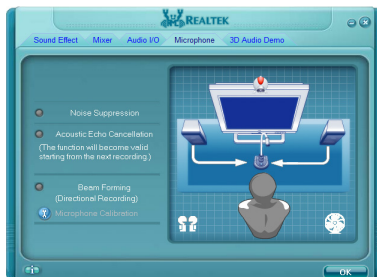 REALTEK
Sound Effect Mixer Audio I/O Microphone 3D Audio Demo
Noise Suppression
Acoustic Echo Cancellation
(The function will become valid
starting from the next recording.)
Beam Forming
(Directional Recording)
Microphone Calibration
OK